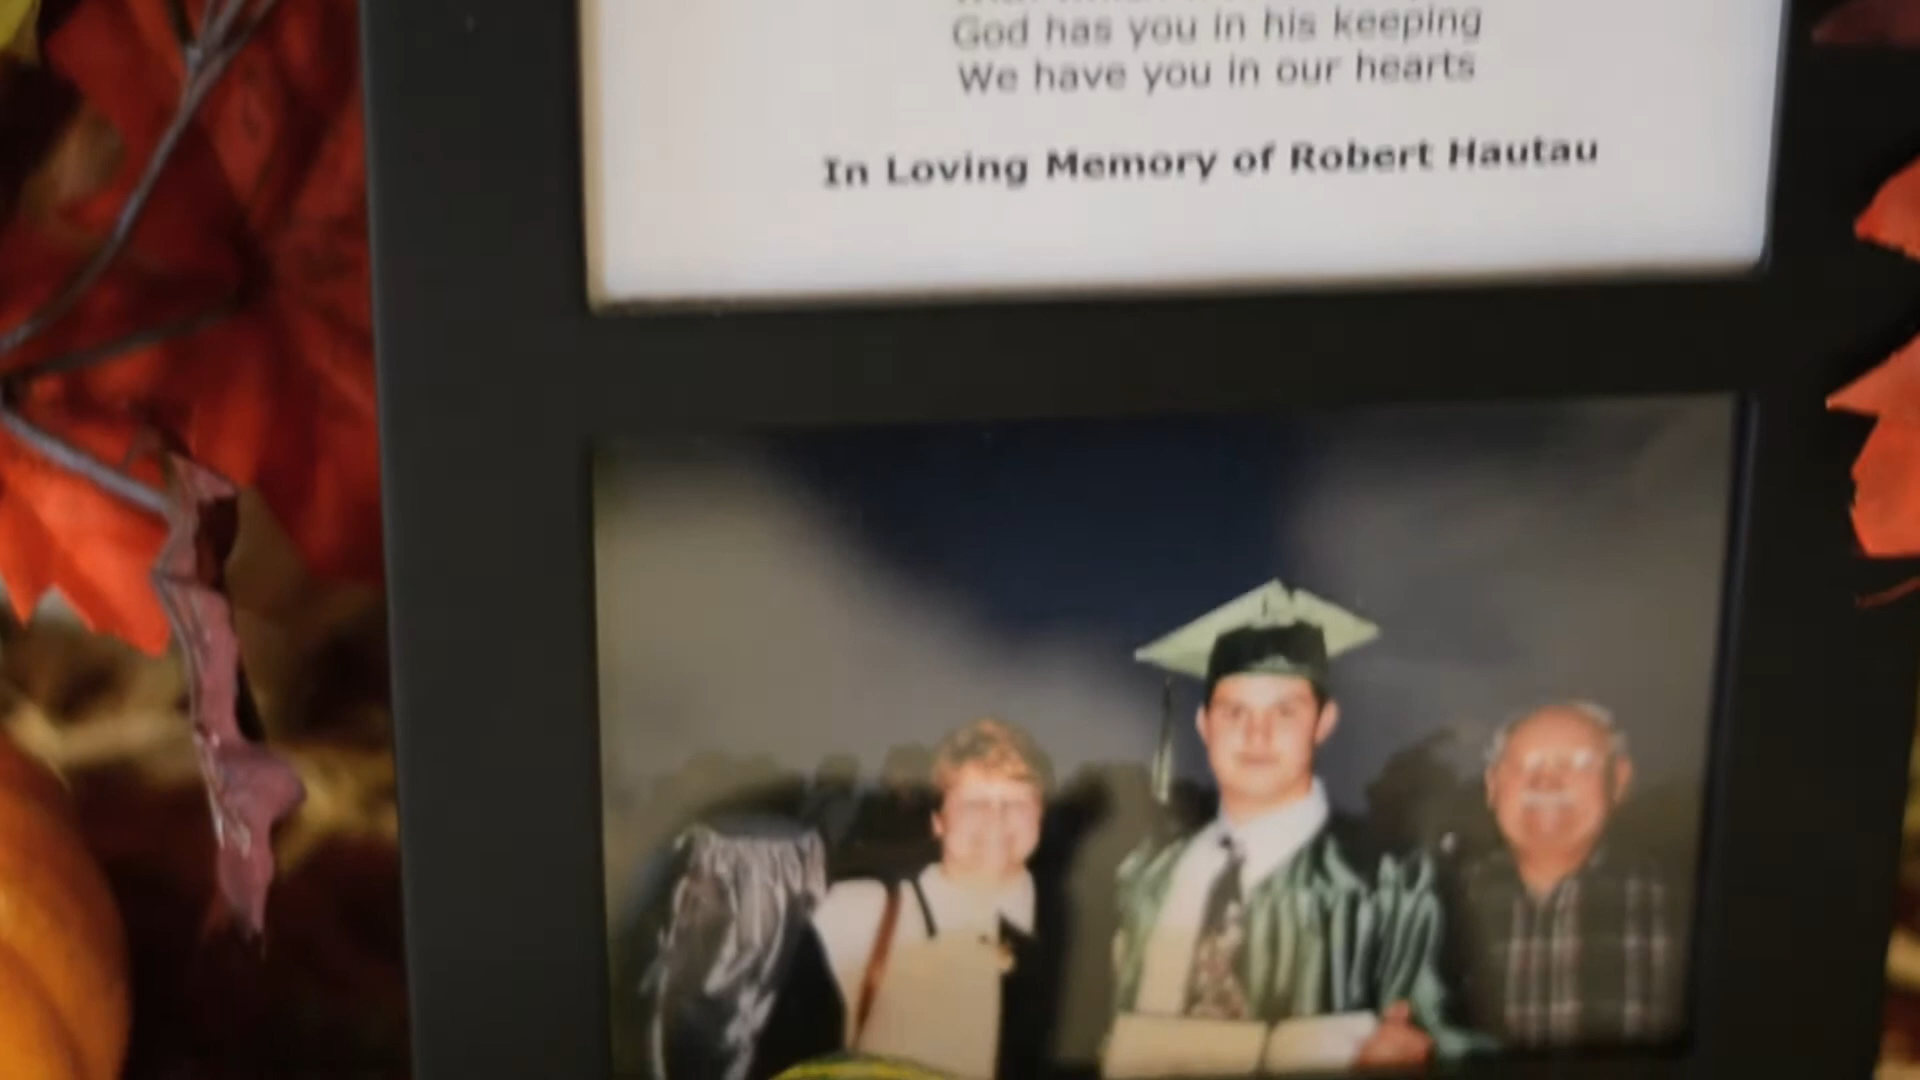 God has you in his keeping
We have you in our hearts
In Loving Memory of Robert Hautau